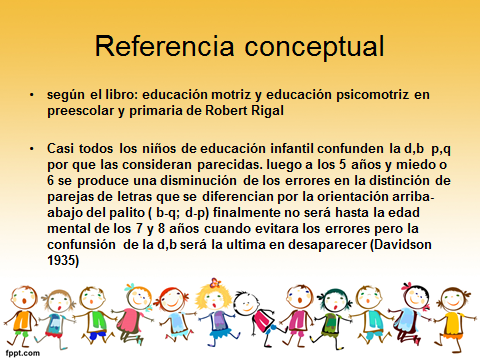 Referencia conceptual
• según el libro: educación motriz y educación psicomotriz en
preescolar y primaria de Robert Rigal
• Casi todos los niños de educación infantil confunden la d,b p,q
por que las consideran parecidas. luego a los 5 años y miedo o
6 se produce una disminución de los errores en la distinción de
parejas de letras que se diferencian por la orientación arriba-
abajo del palito ( b-q; d-p) finalmente no será hasta la edad
mental de los 7 y 8 años cuando evitara los errores pero la
confunsión de la d,b será la ultima en desaparecer (Davidson
1935)
fppt.com